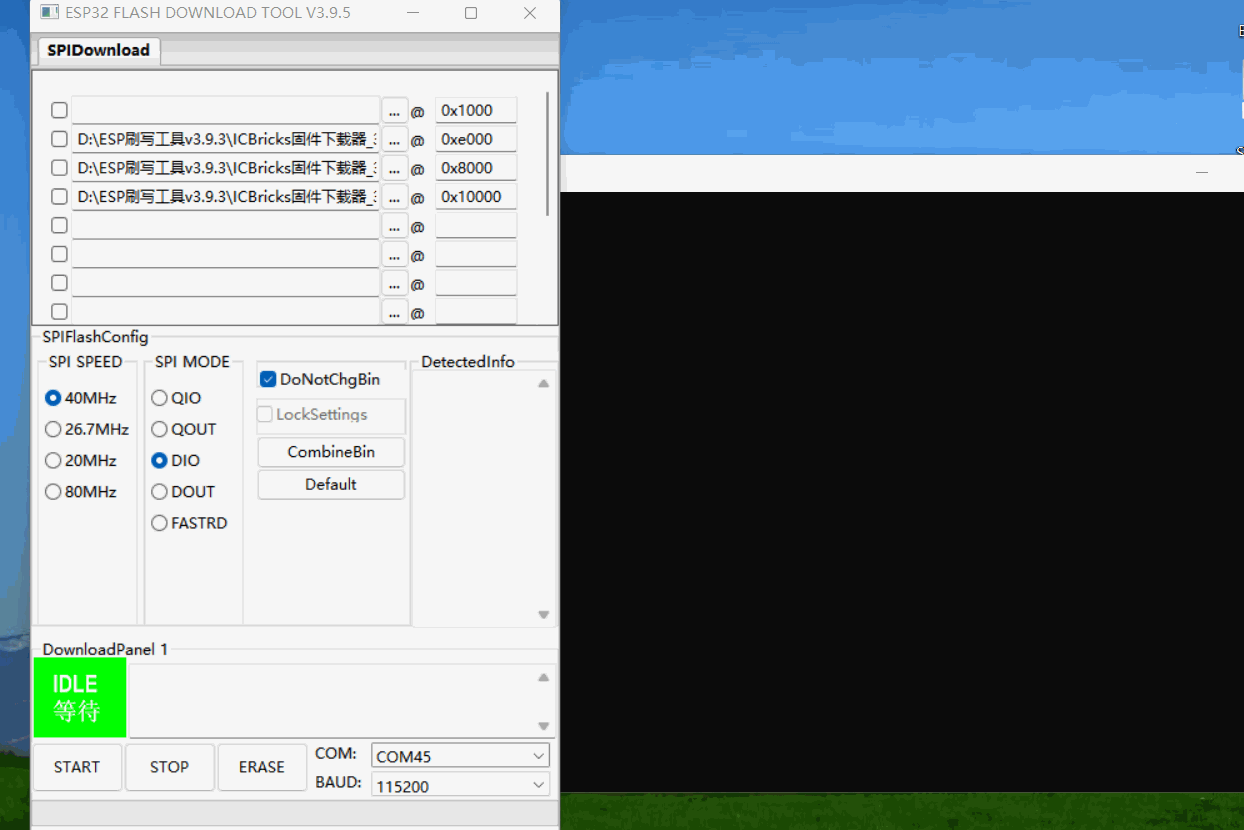 ESP32 FLASH DOWNLOAD TOOL V3.9.5
SPIDownload
... @ 0x1000
D:\ESP刷写工具v3.9.3\ICBricks固件下载器_ ... @ 0xe000
D:\ESP刷写工具v3.9.3\ICBricks固件下载器_ ... @ 0x8000
D:\ESP刷写工具v3.9.3\ICBricks固件下载器_ ... @ 0x10000
... @
... @
... @
... @
SPIFlashConfig
SPI SPEED
40MHz
26.7MHz
20MHz
80MHz
SPI MODE
QIO
QOUT
DIO
DOUT
FASTRD
DoNotChgBin
LockSettings
CombineBin
Default
DetectedInfo
DownloadPanel 1
IDLE
等待
START
STOP
ERASE
COM: COM45
BAUD: 115200